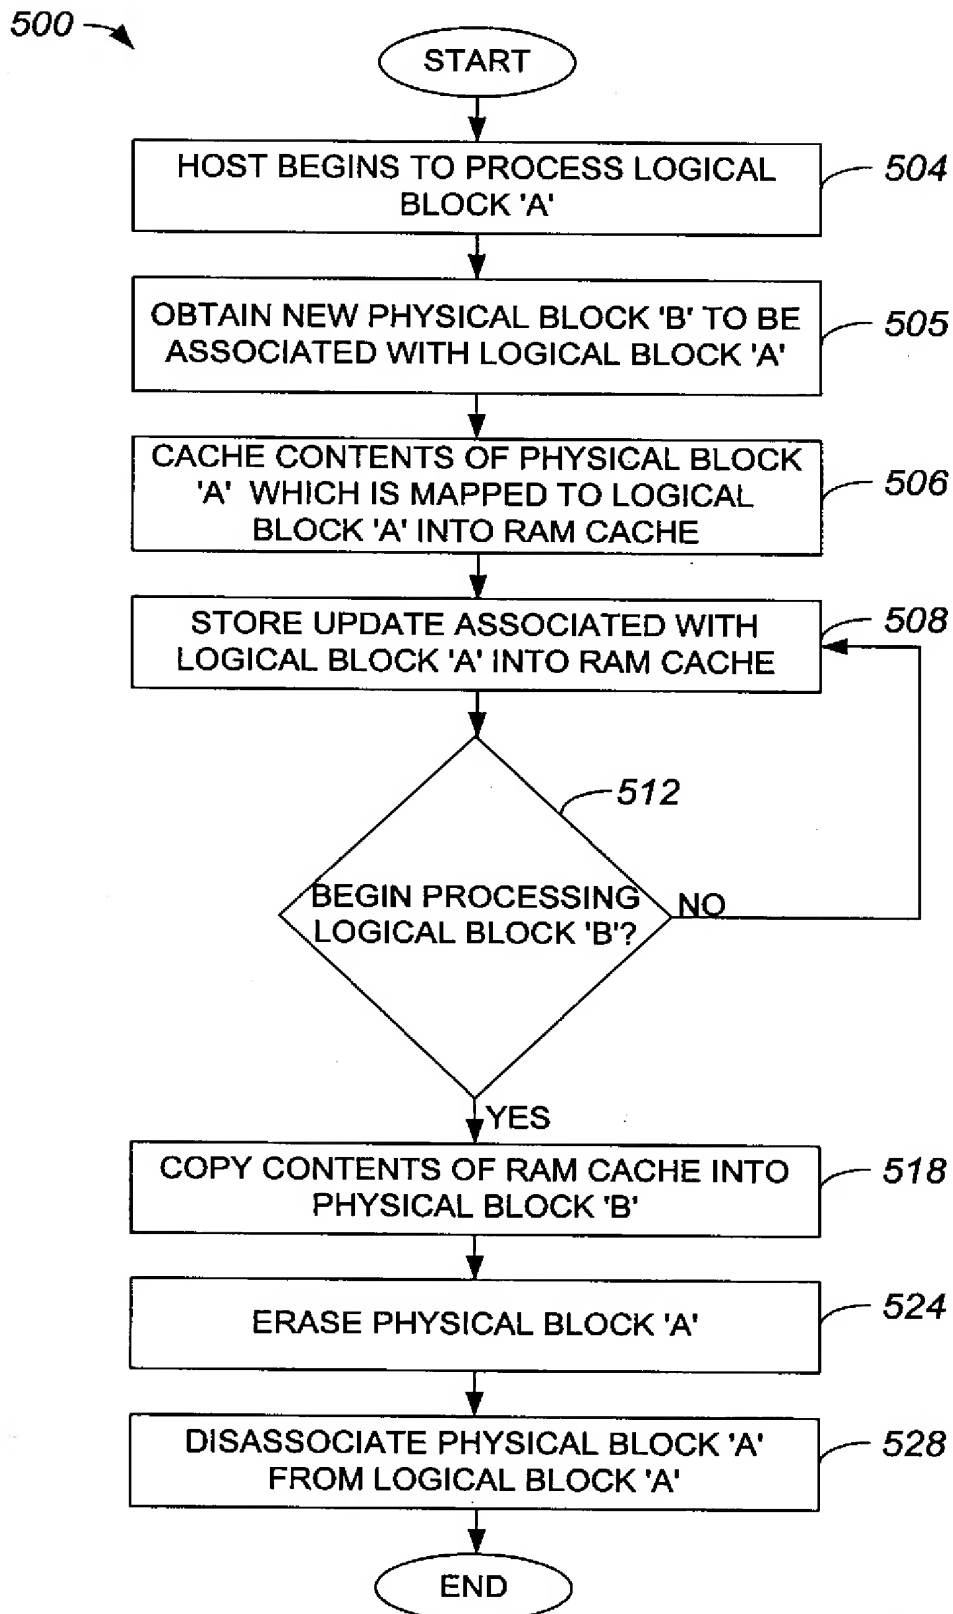 500
START
HOST BEGINS TO PROCESS LOGICAL
BLOCK 'A'
504
OBTAIN NEW PHYSICAL BLOCK 'B' TO BE
ASSOCIATED WITH LOGICAL BLOCK 'A'
505
CACHE CONTENTS OF PHYSICAL BLOCK
'A' WHICH IS MAPPED TO LOGICAL
BLOCK 'A' INTO RAM CACHE
506
STORE UPDATE ASSOCIATED WITH
LOGICAL BLOCK 'A' INTO RAM CACHE
508
512
BEGIN PROCESSING
LOGICAL BLOCK 'B'?
NO
YES
COPY CONTENTS OF RAM CACHE INTO
PHYSICAL BLOCK 'B'
518
ERASE PHYSICAL BLOCK 'A'
524
DISASSOCIATE PHYSICAL BLOCK 'A'
FROM LOGICAL BLOCK 'A'
528
END